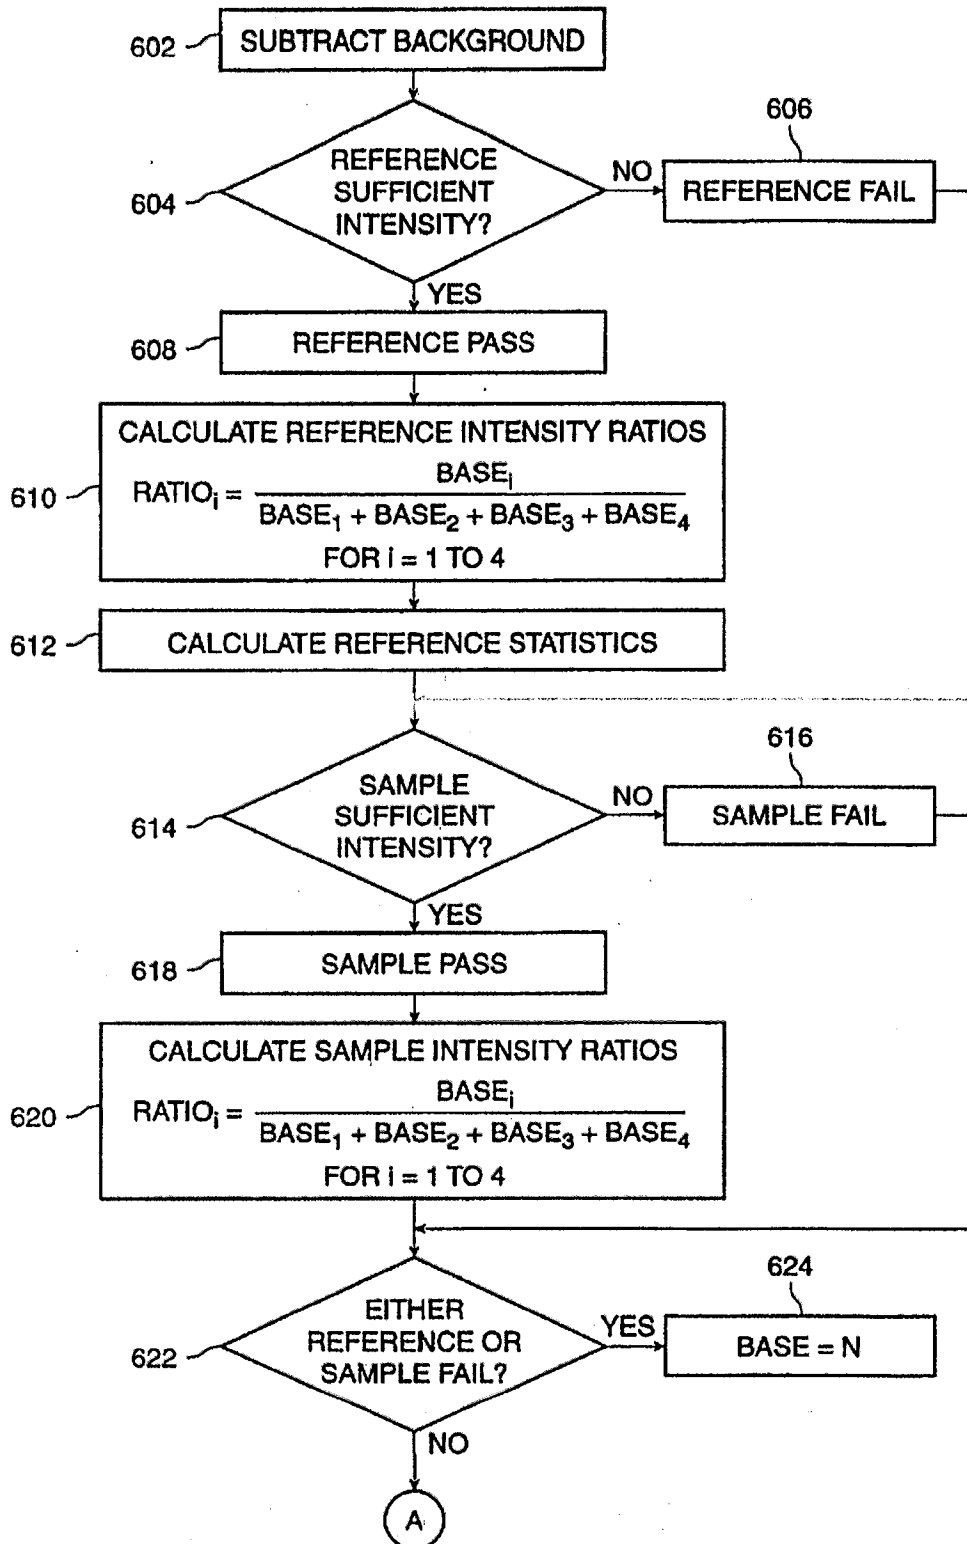 602
SUBTRACT BACKGROUND
606
604
REFERENCE
SUFFICIENT
INTENSITY?
NO
REFERENCE FAIL
YES
608
REFERENCE PASS
610
CALCULATE REFERENCE INTENSITY RATIOS
RATIOi = BASEi
BASE1 + BASE2 + BASE3 + BASE4
FOR i = 1 TO 4
612
CALCULATE REFERENCE STATISTICS
616
614
SAMPLE
SUFFICIENT
INTENSITY?
NO
SAMPLE FAIL
YES
618
SAMPLE PASS
620
CALCULATE SAMPLE INTENSITY RATIOS
RATIOi = BASEi
BASE1 + BASE2 + BASE3 + BASE4
FOR i = 1 TO 4
624
622
EITHER
REFERENCE OR
SAMPLE FAIL?
YES
BASE = N
NO
A